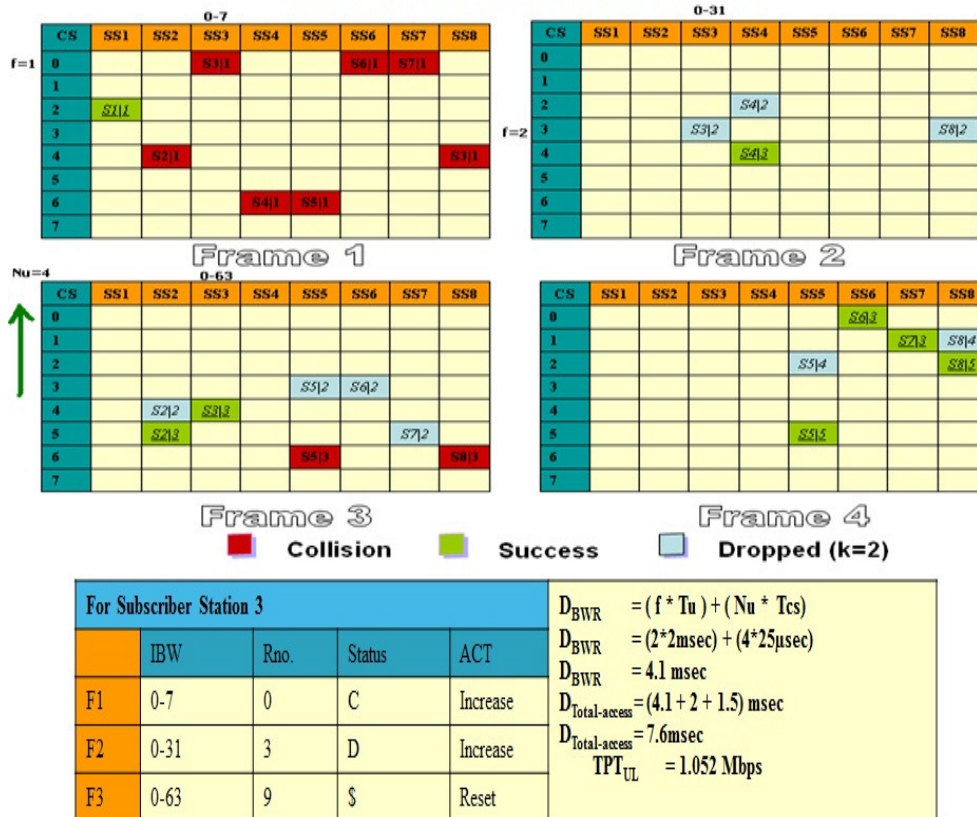 0-7
CS SS1 SS2 SS3 SS4 SS5 SS6 SS7 SS8
f=1 0 S3|1 S6|1 S7|1
1
2 S1|1
3
4 S2|1 S3|1
5
6 S4|1 S5|1
7
Frame 1
0-31
CS SS1 SS2 SS3 SS4 SS5 SS6 SS7 SS8
0
1
2 S4|2
f=2 3 S3|2 S8|2
4 S4|3
5
6
7
Frame 2
Nu=4
0-63
CS SS1 SS2 SS3 SS4 SS5 SS6 SS7 SS8
0
1
2
3 S5|2 S6|2
4 S2|2 S3|3
5 S2|3 S7|2
6 S5|3 S8|3
7
Frame 3
CS SS1 SS2 SS3 SS4 SS5 SS6 SS7 SS8
0 S6|3
1 S7|3 S8|4
2 S5|4 S8|5
3
4
5 S5|5
6
7
Frame 4
Collision Success Dropped (k=2)
For Subscriber Station 3
IBW Rno. Status ACT
F1 0-7 0 C Increase
F2 0-31 3 D Increase
F3 0-63 9 $ Reset
D BWR = ( f * Tu ) + ( Nu * Tcs)
D BWR = (2*2msec) + (4*25μsec)
D BWR = 4.1 msec
D Total-access = (4.1 + 2 + 1.5) msec
D Total-access = 7.6msec
TPT UL = 1.052 Mbps